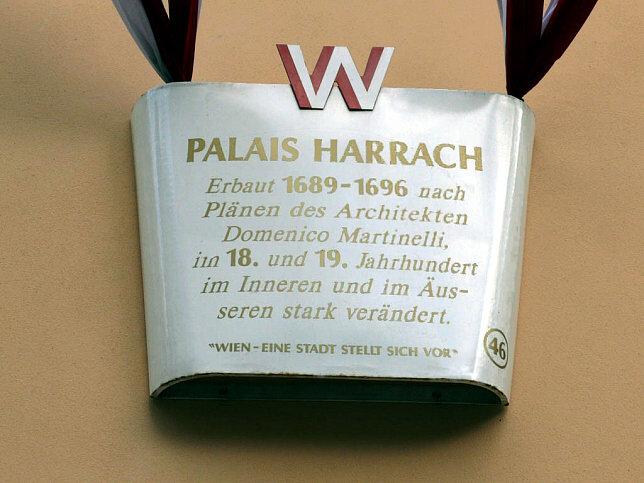 W
PALAIS HARRACH
Erbaut 1689-1696 nach
Plänen des Architekten
Domenico Martinelli,
im 18. und 19. Jahrhundert
im Inneren und im Äus-
seren stark verändert.
"WIEN-EINE STADT STELLT SICH VOR"
46